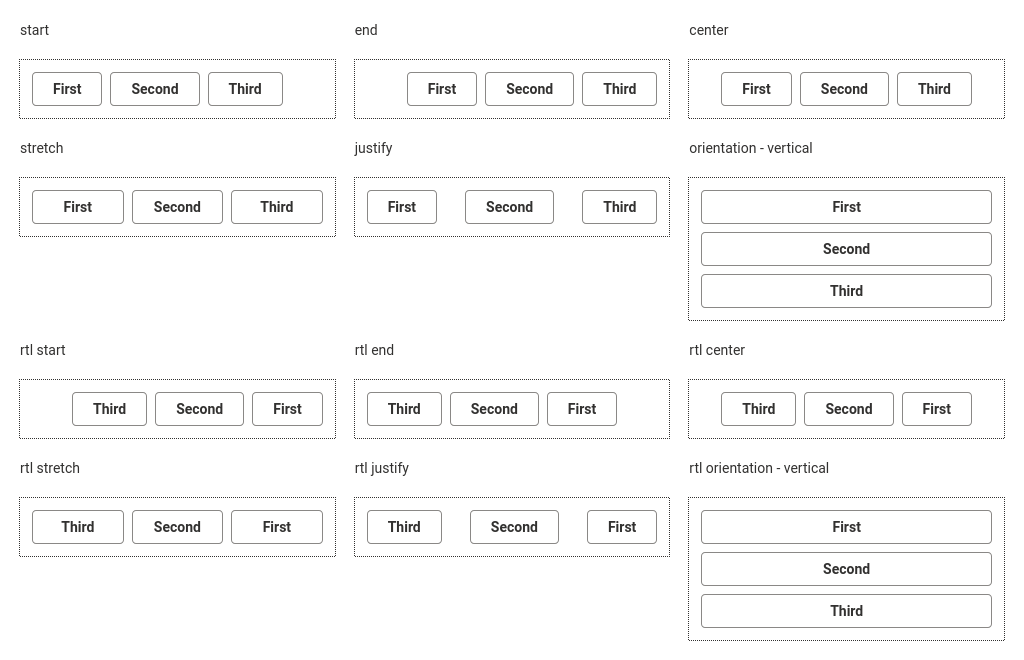 start
end
center
First Second Third
First Second Third
First Second Third
stretch
justify
orientation - vertical
First Second Third
First Second Third
First
Second
Third
rtl start
rtl end
rtl center
Third Second First
Third Second First
Third Second First
rtl stretch
rtl justify
rtl orientation - vertical
Third Second First
Third Second First
First
Second
Third